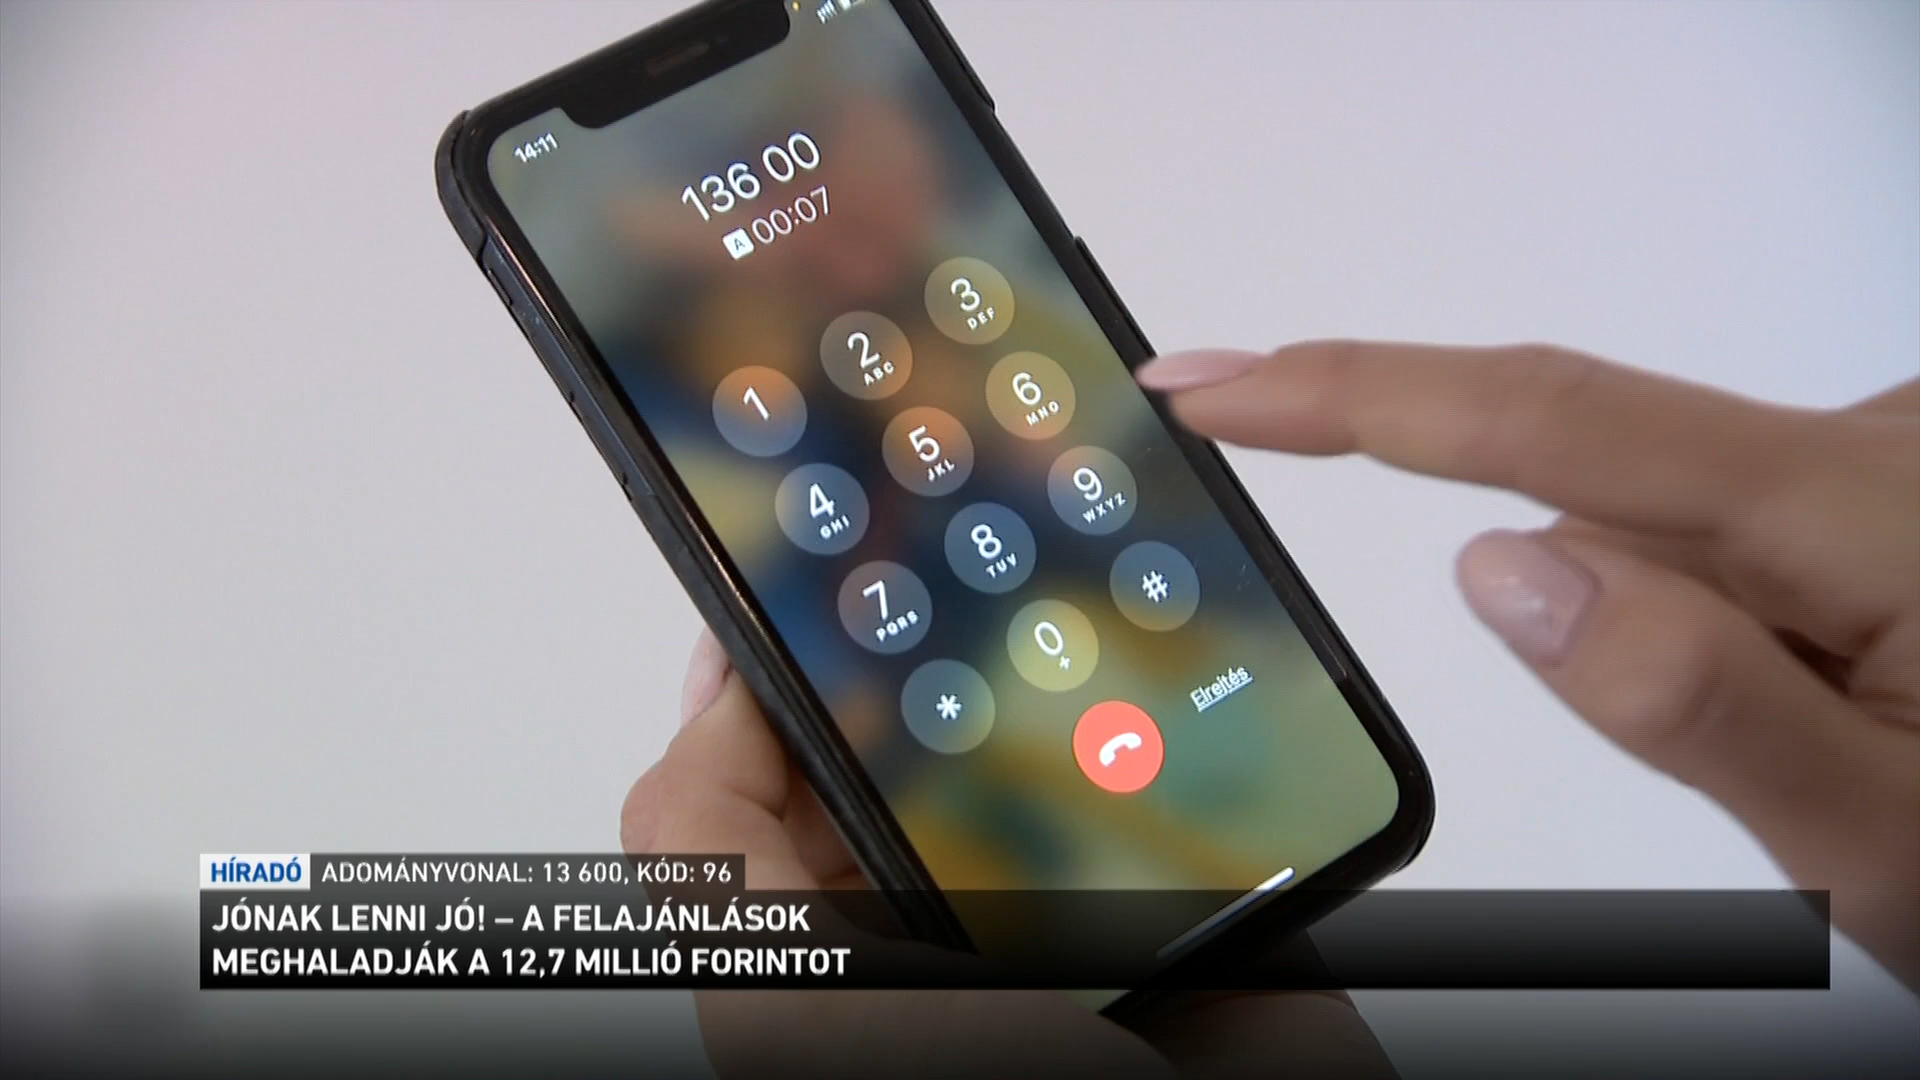 14:11
136 00
A 00:07
1
2 ABC
3 DEF
4 GHI
5 JKL
6 MNO
7 PQRS
8 TUV
9 WXYZ
*
0 +
#
Elrejtés
HÍRADÓ ADOMÁNYVONAL: 13 600, KÓD: 96
JÓNAK LENNI JÓ! – A FELAJÁNLÁSOK
MEGHALADJÁK A 12,7 MILLIÓ FORINTOT